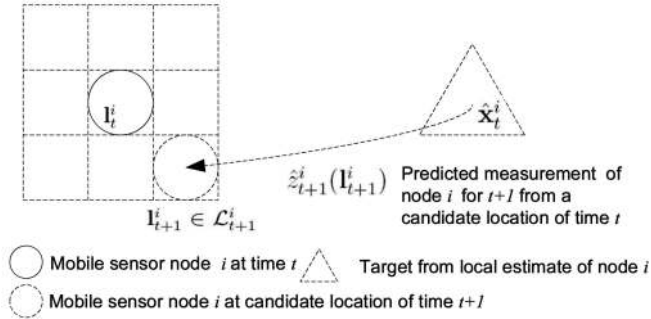 l_t^i
x̂_t^i
ẑ_{t+1}^i(l_{t+1}^i)
Predicted measurement of
node i for t+1 from a
candidate location of time t
l_{t+1}^i ∈ ℒ_{t+1}^i
Mobile sensor node i at time t
Target from local estimate of node i
Mobile sensor node i at candidate location of time t+1